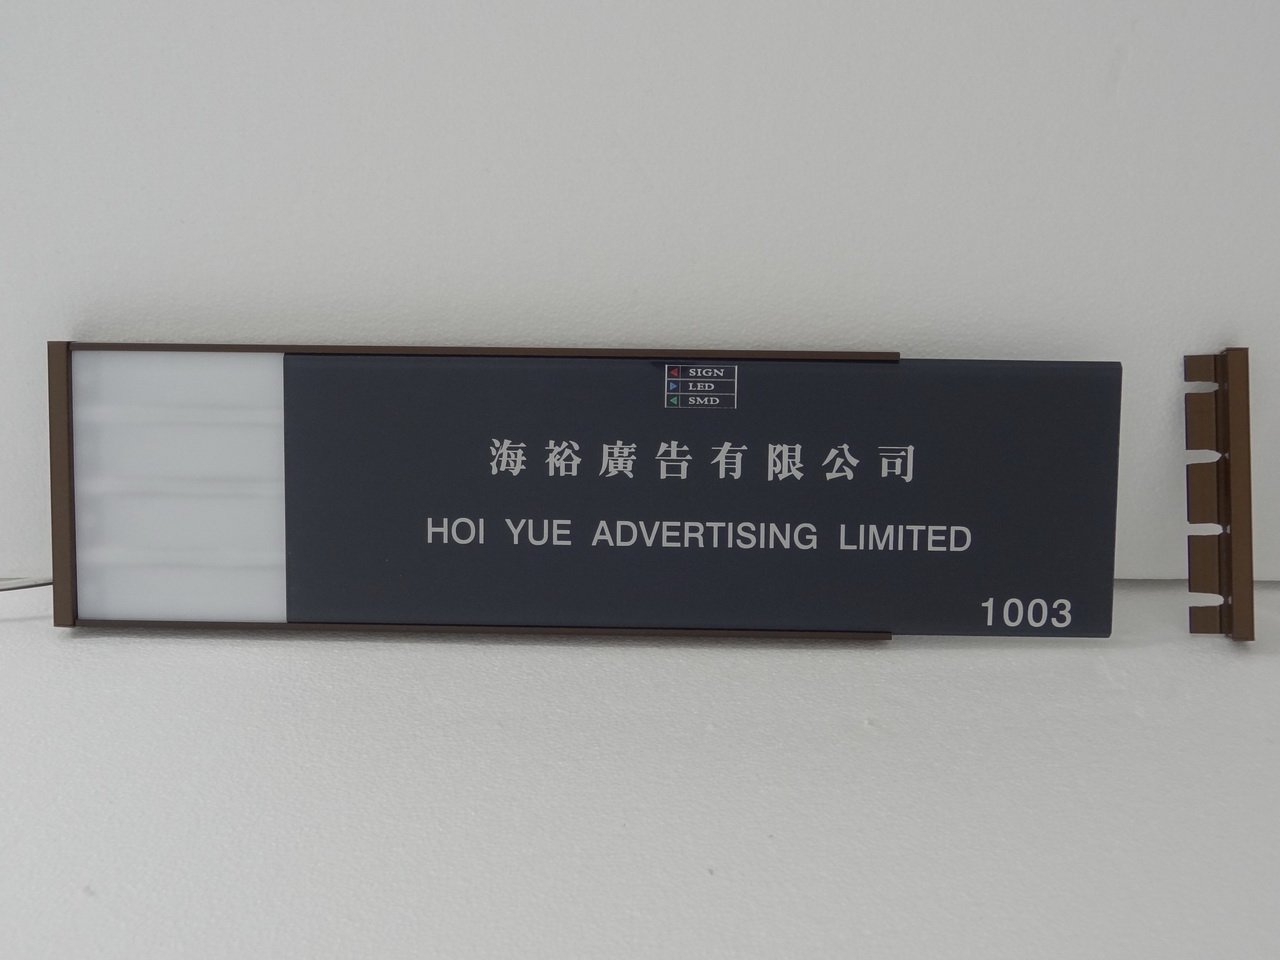 SIGN
LED
SMD
海裕廣告有限公司
HOI YUE ADVERTISING LIMITED
1003